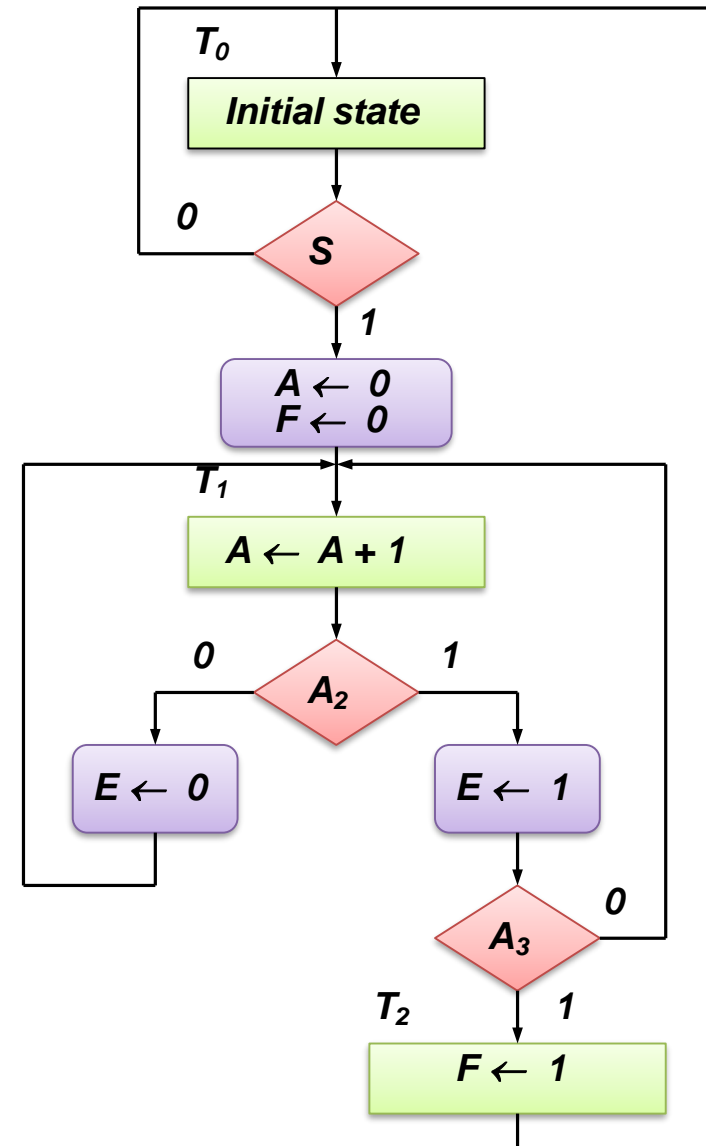 T₀
Initial state
0
S
1
A ← 0
F ← 0
T₁
A ← A + 1
0
1
A₂
E ← 0
E ← 1
0
A₃
T₂
1
F ← 1